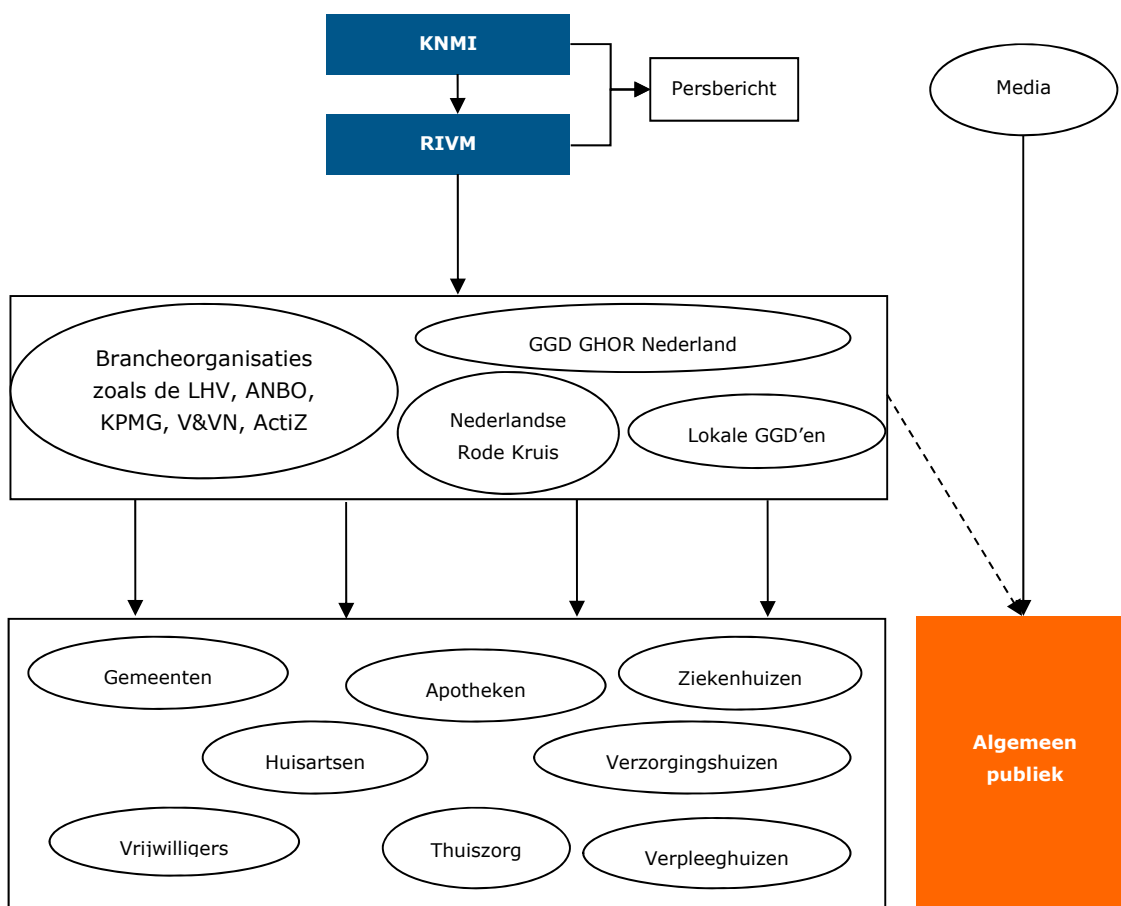 KNMI
Persbericht
Media
RIVM
Brancheorganisaties
zoals de LHV, ANBO,
KPMG, V&VN, ActiZ
GGD GHOR Nederland
Nederlandse
Rode Kruis
Lokale GGD’en
Gemeenten
Apotheken
Ziekenhuizen
Huisartsen
Verzorgingshuizen
Vrijwilligers
Thuiszorg
Verpleeghuizen
Algemeen
publiek